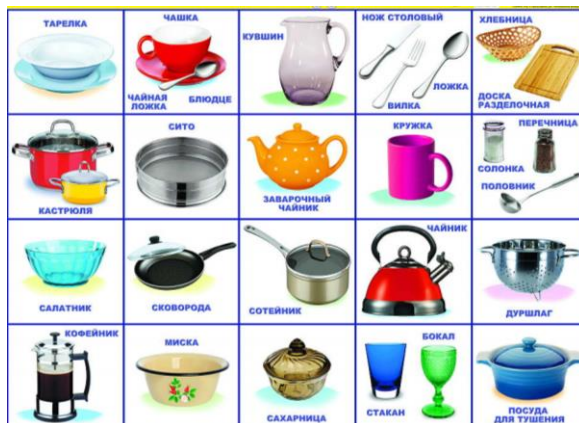 ТАРЕЛКА
ЧАШКА
ЧАЙНАЯ
ЛОЖКА
БЛЮДЦЕ
КУВШИН
НОЖ СТОЛОВЫЙ
ЛОЖКА
ВИЛКА
ХЛЕБНИЦА
ДОСКА
РАЗДЕЛОЧНАЯ
КАСТРЮЛЯ
СИТО
ЗАВАРОЧНЫЙ
ЧАЙНИК
КРУЖКА
ПЕРЕЧНИЦА
СОЛОНКА
ПОЛОВНИК
САЛАТНИК
СКОВОРОДА
СОТЕЙНИК
ЧАЙНИК
ДУРШЛАГ
КОФЕЙНИК
МИСКА
САХАРНИЦА
БОКАЛ
СТАКАН
ПОСУДА
ДЛЯ ТУШЕНИЯ